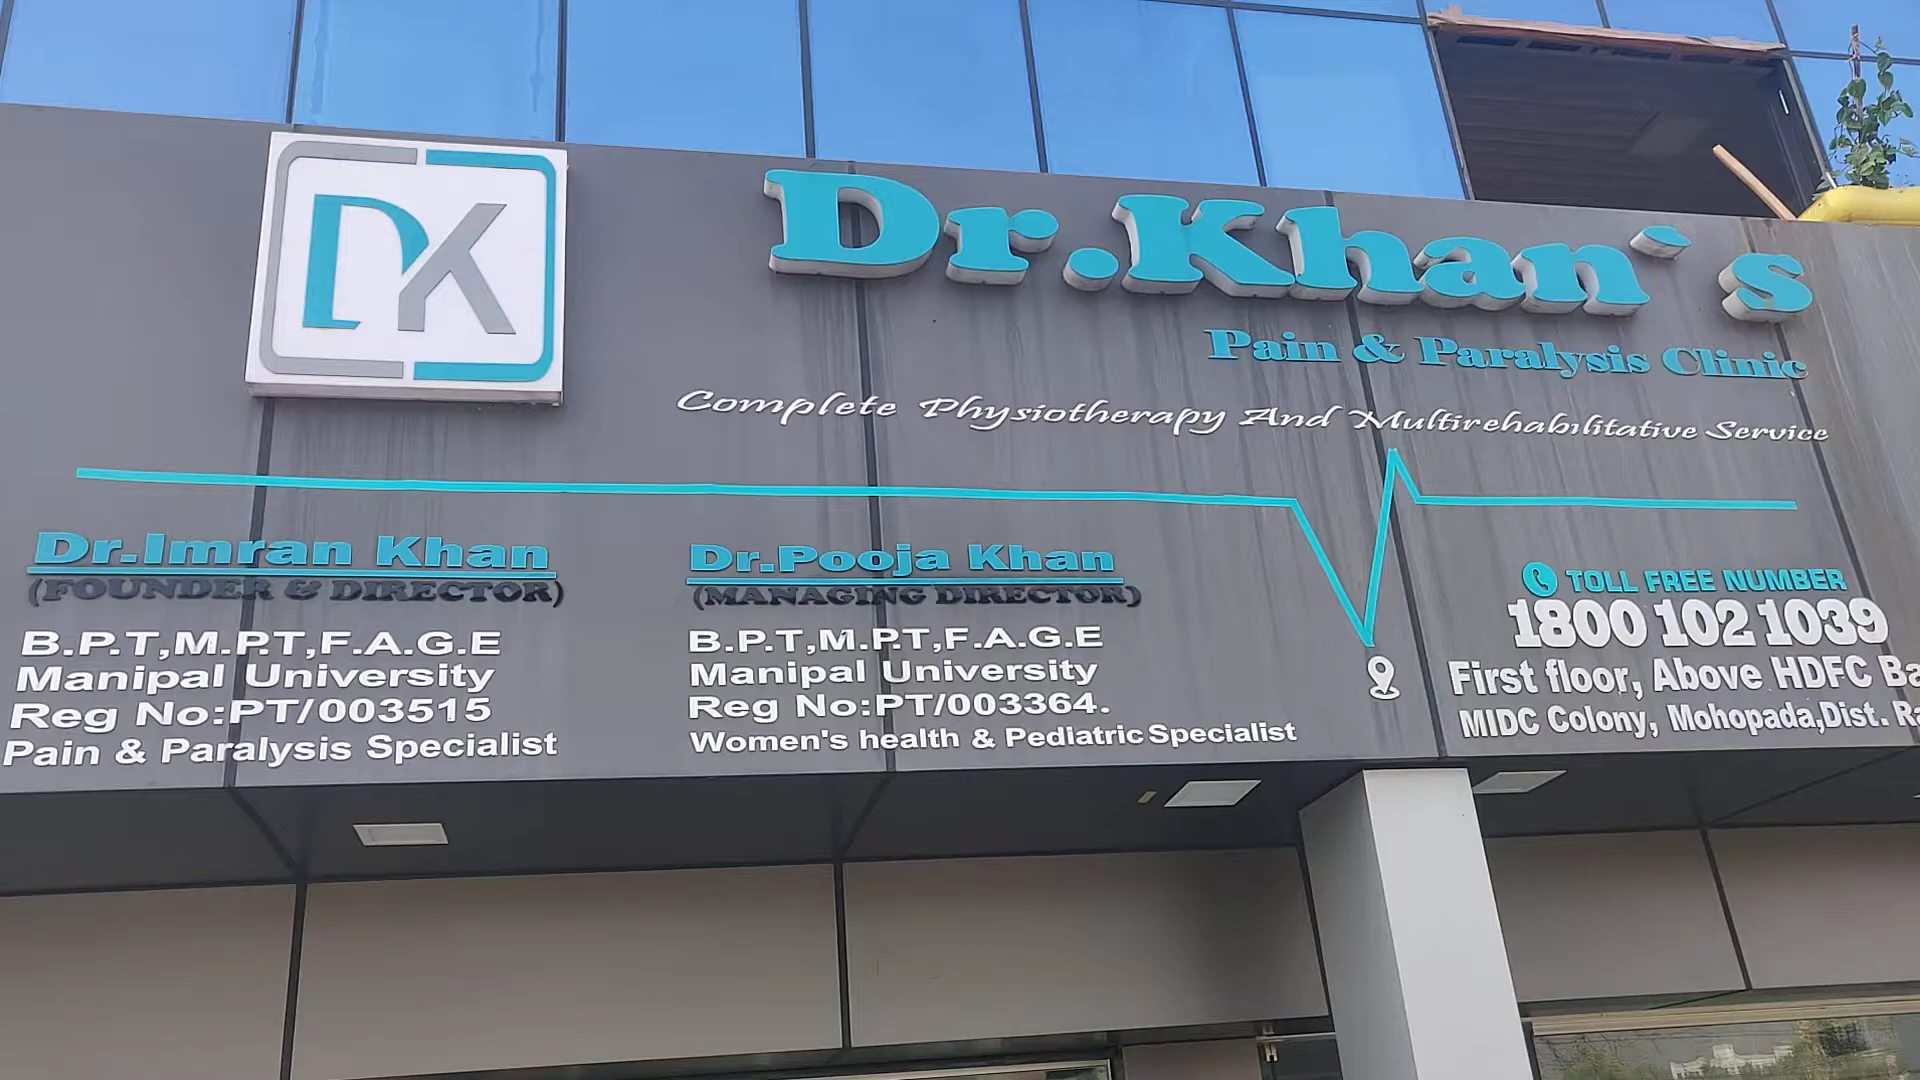 DK
Dr.Khan's
Pain & Paralysis Clinic
Complete Physiotherapy And Multirehabilitative Service
Dr.Imran Khan
(FOUNDER & DIRECTOR)
B.P.T,M.P.T,F.A.G.E
Manipal University
Reg No:PT/003515
Pain & Paralysis Specialist
Dr.Pooja Khan
(MANAGING DIRECTOR)
B.P.T,M.P.T,F.A.G.E
Manipal University
Reg No:PT/003364.
Women's health & Pediatric Specialist
TOLL FREE NUMBER
1800 102 1039
First floor, Above HDFC
MIDC Colony, Mohopada,Dist.